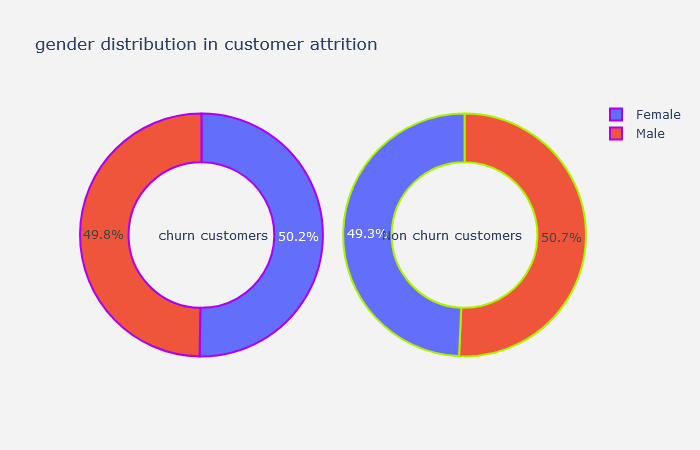 gender distribution in customer attrition
Female
Male
49.8%
churn customers
50.2%
49.3%
Non churn customers
50.7%